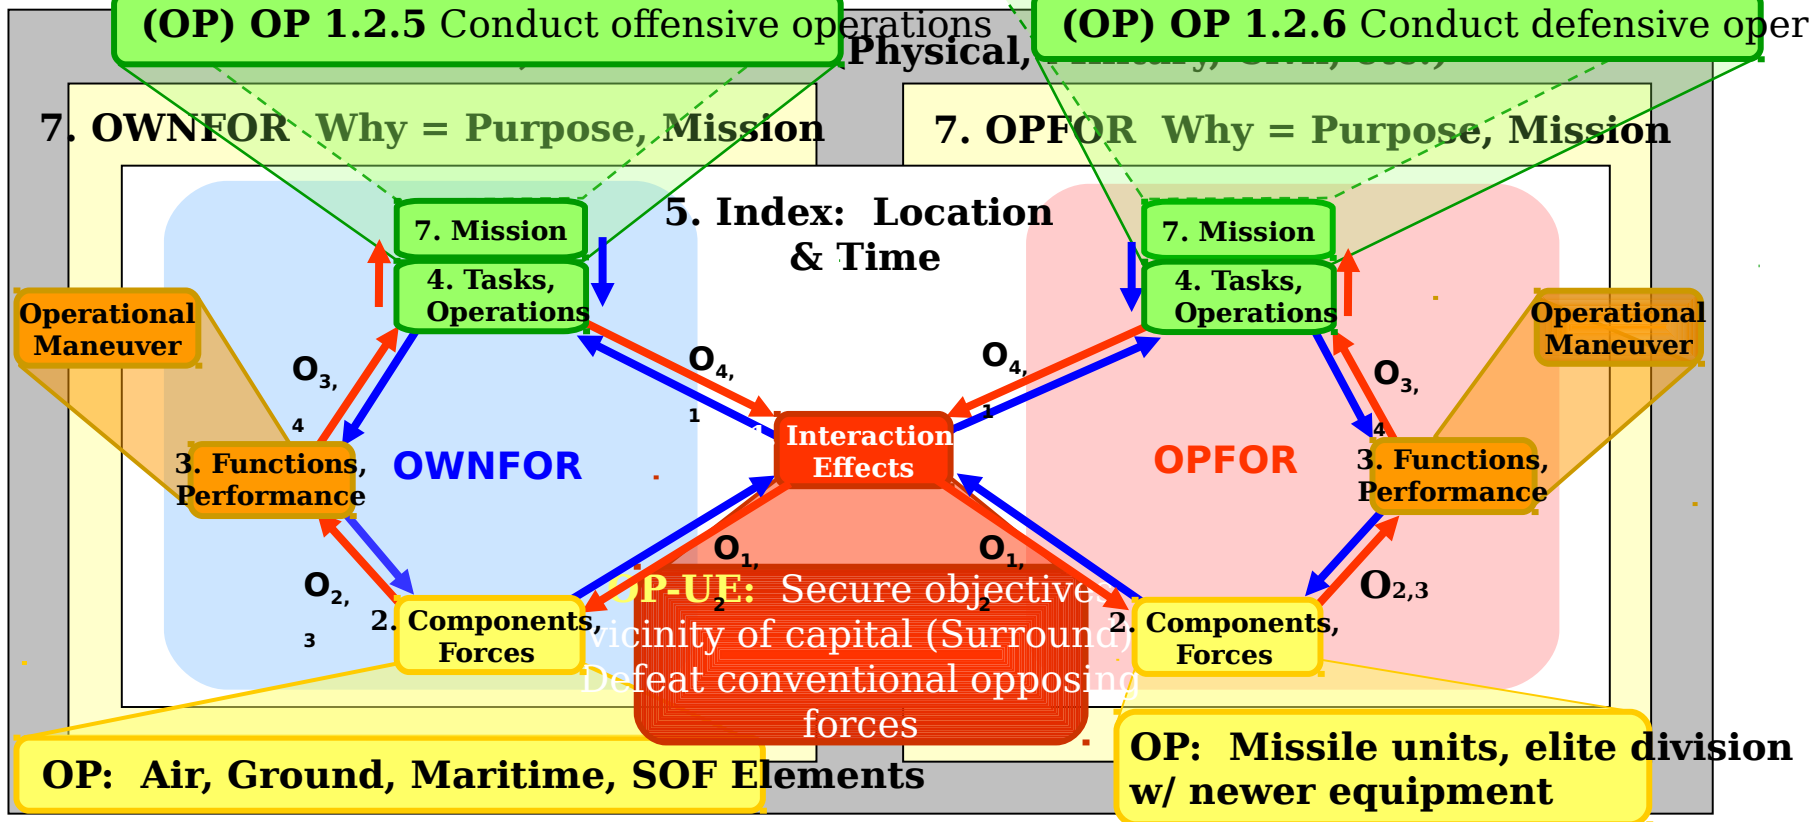 (OP) OP 1.2.5 Conduct offensive operations
(OP) OP 1.2.6 Conduct defensive oper
(Physical, Military, Civil, etc.)
7. OWNFOR Why = Purpose, Mission
7. OPFOR Why = Purpose, Mission
5. Index: Location
& Time
7. Mission
4. Tasks,
Operations
7. Mission
4. Tasks,
Operations
Operational
Maneuver
Operational
Maneuver
O3,
4
O4,
1
O4,
1
O3,
4
3. Functions,
Performance
OWNFOR
Interaction
Effects
OPFOR
3. Functions,
Performance
O2,
3
O1,
2
O1,
2
O2,3
2. Components,
Forces
OP-UE: Secure objectives
vicinity of capital (Surround)
Defeat conventional opposing
forces
2. Components,
Forces
OP: Air, Ground, Maritime, SOF Elements
OP: Missile units, elite division
w/ newer equipment